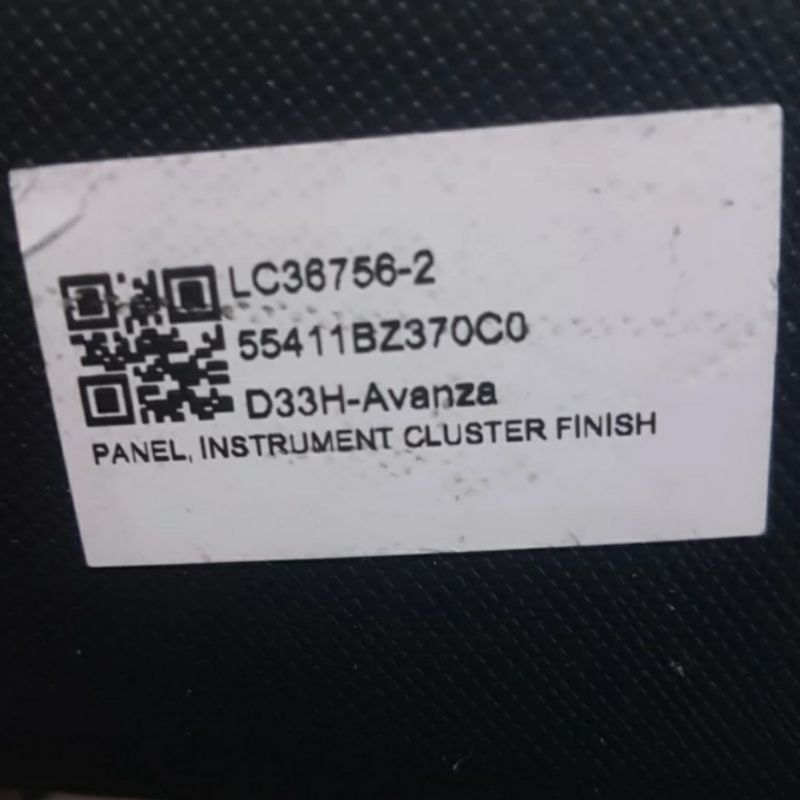 LC36756-2
55411BZ370C0
D33H-Avanza
PANEL, INSTRUMENT CLUSTER FINISH